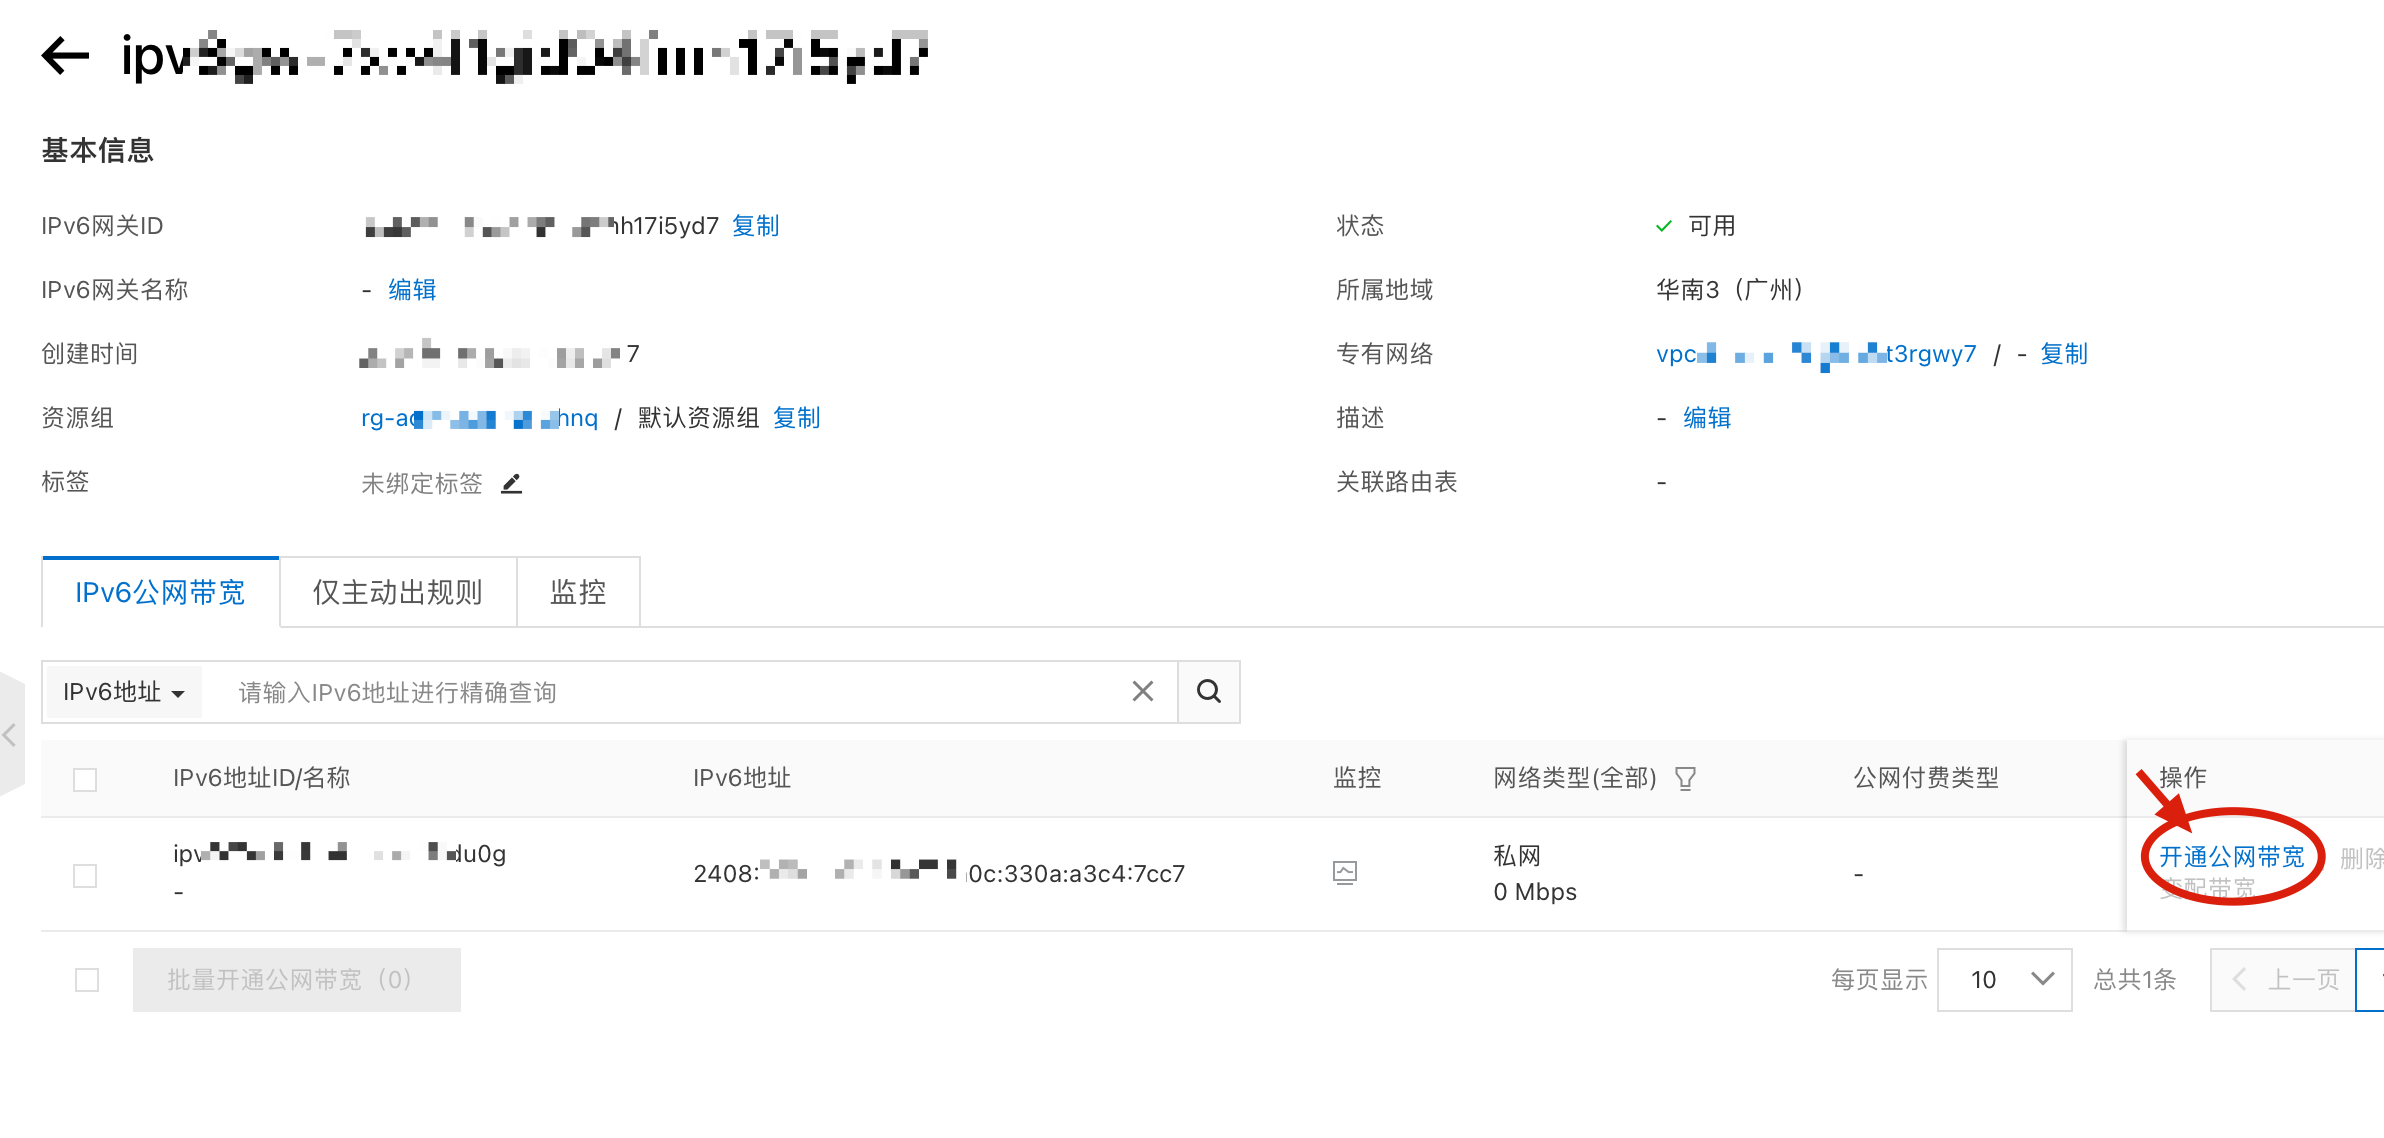 基本信息
IPv6网关ID h17i5yd7 复制
状态 可用
IPv6网关名称 - 编辑
所属地域 华南3（广州）
创建时间 7
专有网络 vpc t3rgwy7 / - 复制
资源组 rg-a hnq / 默认资源组 复制
描述 - 编辑
标签 未绑定标签
关联路由表 -
IPv6公网带宽 仅主动出规则 监控
IPv6地址 请输入IPv6地址进行精确查询
IPv6地址ID/名称 IPv6地址 监控 网络类型(全部) 公网付费类型 操作
ipv du0g 2408: 0c:330a:a3c4:7cc7 私网 - 开通公网带宽 删除
- 0 Mbps 变配带宽
批量开通公网带宽（0） 每页显示 10 总共1条 上一页